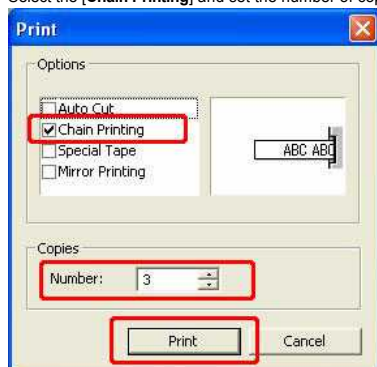 Select the [Chain Printing] and set the number of cop
Print
Options
Auto Cut
Chain Printing
Special Tape
Mirror Printing
ABC ABC
Copies
Number: 3
Print Cancel